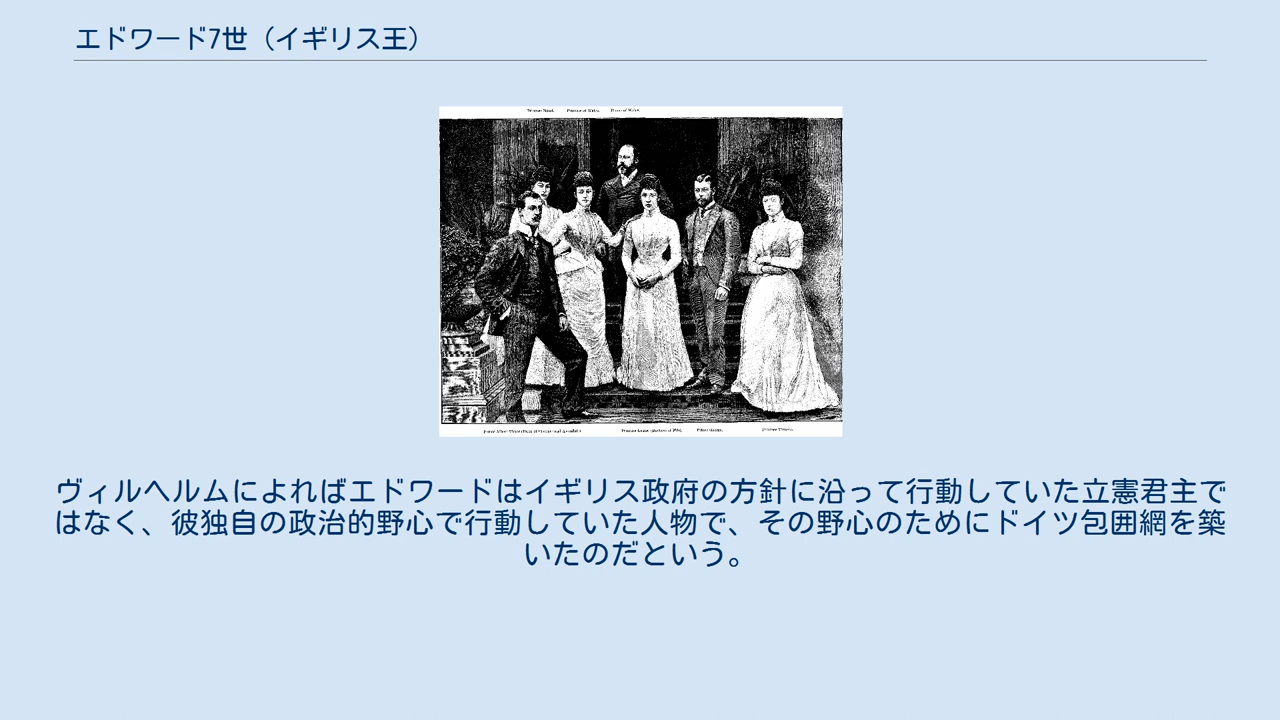 エドワード7世（イギリス王）
Prince of Wales.
ヴィルヘルムによればエドワードはイギリス政府の方針に沿って行動していた立憲君主で
はなく、彼独自の政治的野心で行動していた人物で、その野心のためにドイツ包囲網を築
いたのだという。